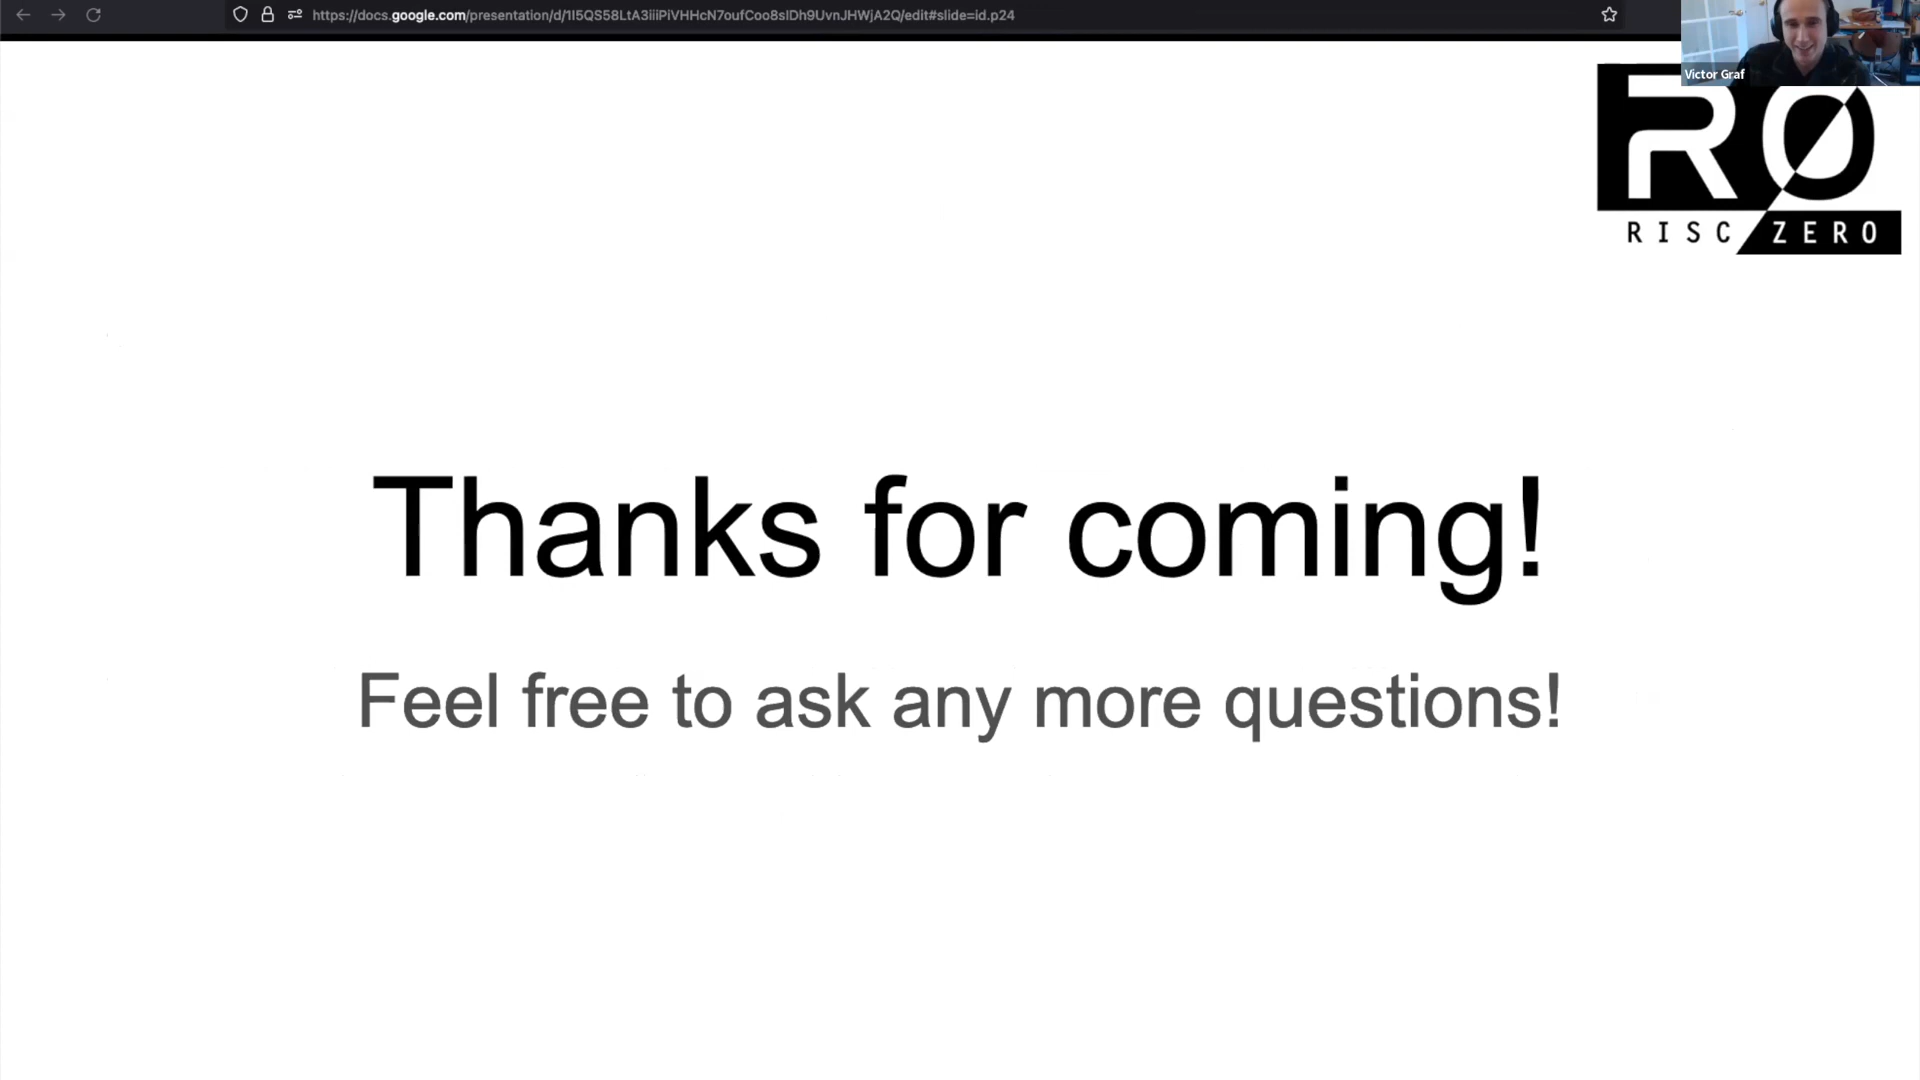 https://docs.google.com/presentation/d/1I5QS58LtA3iiiPiVHHcN7oufCoo8sIDh9UvnJHWjA2Q/edit#slide=id.p24
Victor Graf
R0
RISC ZERO
Thanks for coming!
Feel free to ask any more questions!